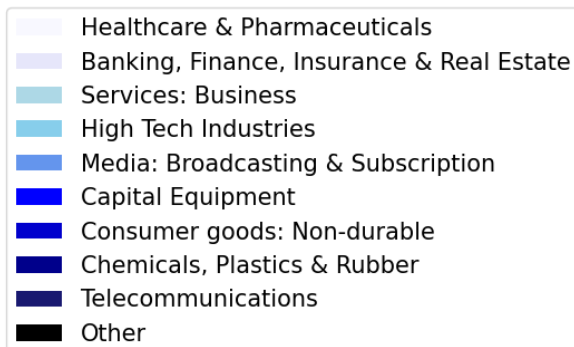 Healthcare & Pharmaceuticals
Banking, Finance, Insurance & Real Estate
Services: Business
High Tech Industries
Media: Broadcasting & Subscription
Capital Equipment
Consumer goods: Non-durable
Chemicals, Plastics & Rubber
Telecommunications
Other